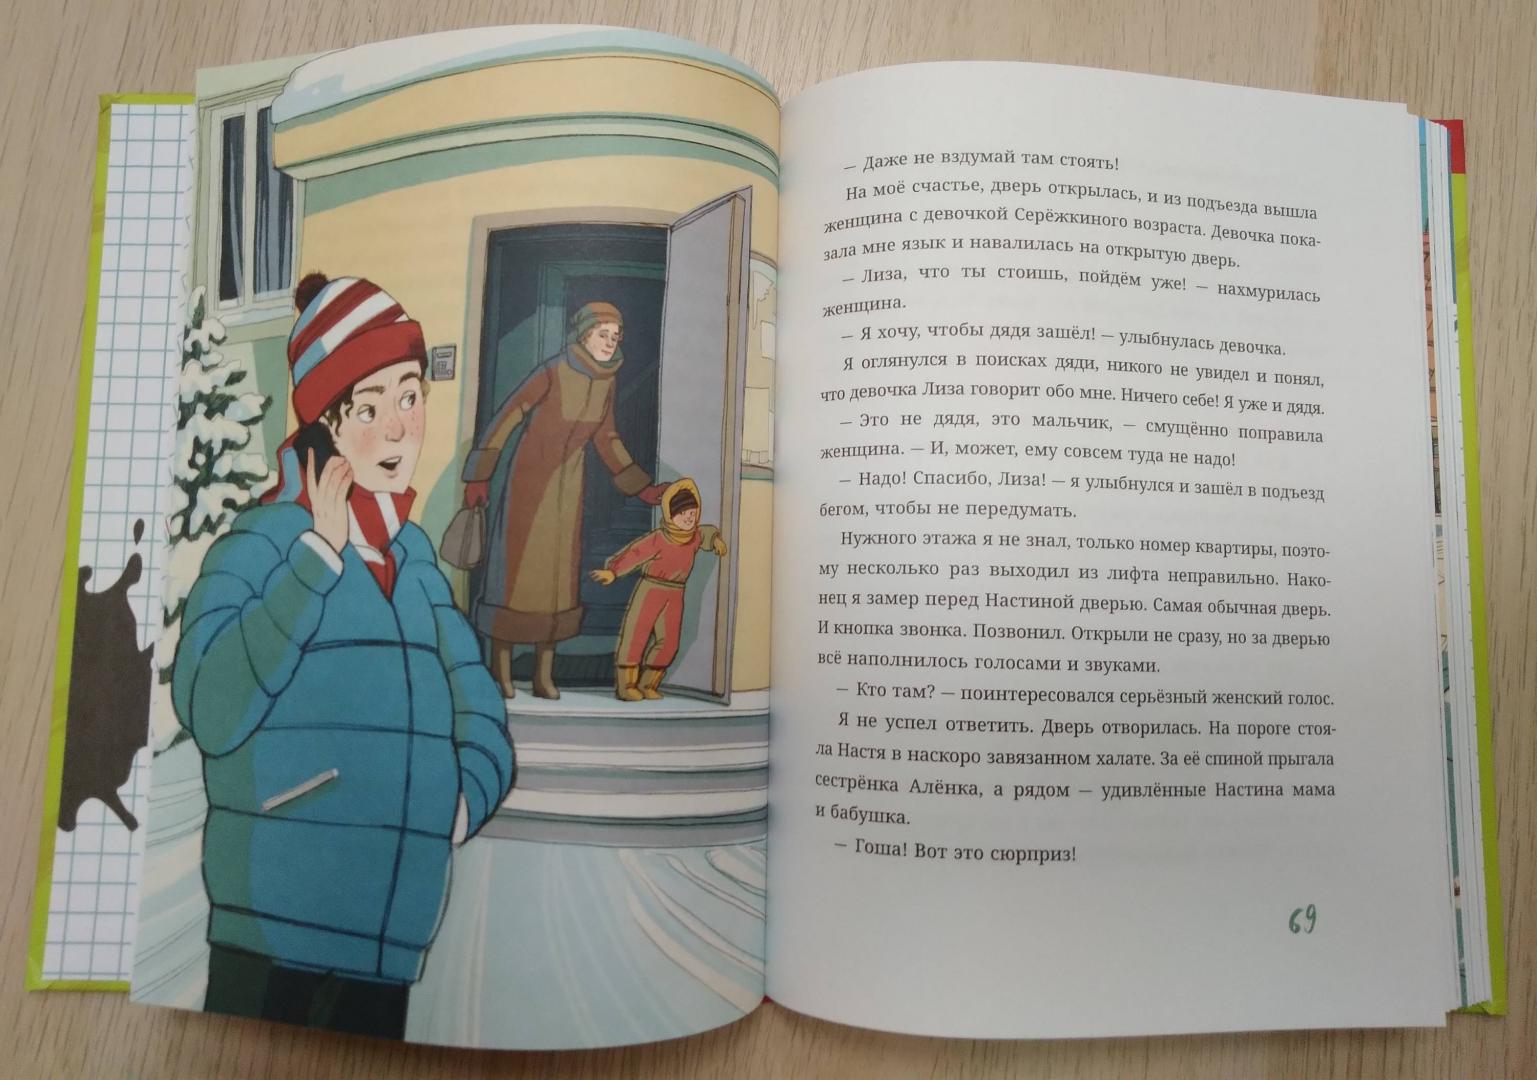 — Даже не вздумай там стоять!
На моё счастье, дверь открылась, и из подъезда вышла
женщина с девочкой Серёжкиного возраста. Девочка пока-
зала мне язык и навалилась на открытую дверь.
— Лиза, что ты стоишь, пойдём уже! — нахмурилась
женщина.
— Я хочу, чтобы дядя зашёл! — улыбнулась девочка.
Я оглянулся в поисках дяди, никого не увидел и понял,
что девочка Лиза говорит обо мне. Ничего себе! Я уже и дядя.
— Это не дядя, это мальчик, — смущённо поправила
женщина. — И, может, ему совсем туда не надо!
— Надо! Спасибо, Лиза! — я улыбнулся и зашёл в подъезд
бегом, чтобы не передумать.
Нужного этажа я не знал, только номер квартиры, поэто-
му несколько раз выходил из лифта неправильно. Нако-
нец я замер перед Настиной дверью. Самая обычная дверь.
И кнопка звонка. Позвонил. Открыли не сразу, но за дверью
всё наполнилось голосами и звуками.
— Кто там? — поинтересовался серьёзный женский голос.
Я не успел ответить. Дверь отворилась. На пороге стоя-
ла Настя в наскоро завязанном халате. За её спиной прыгала
сестрёнка Алёнка, а рядом — удивлённые Настина мама
и бабушка.
— Гоша! Вот это сюрприз!
69